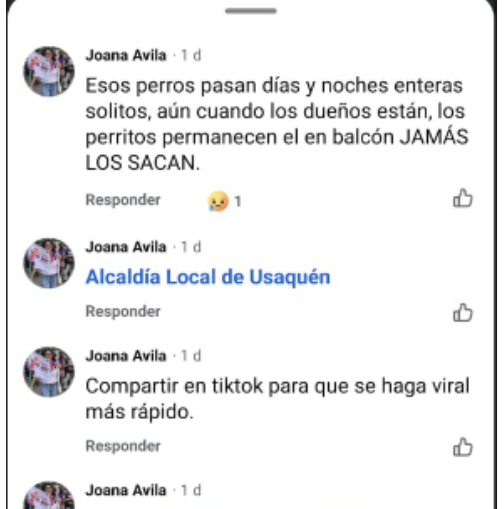 Joana Avila · 1 d
Esos perros pasan días y noches enteras
solitos, aún cuando los dueños están, los
perritos permanecen el en balcón JAMÁS
LOS SACAN.
Responder 1
Joana Avila · 1 d
Alcaldía Local de Usaquén
Responder
Joana Avila · 1 d
Compartir en tiktok para que se haga viral
más rápido.
Responder
Joana Avila · 1 d